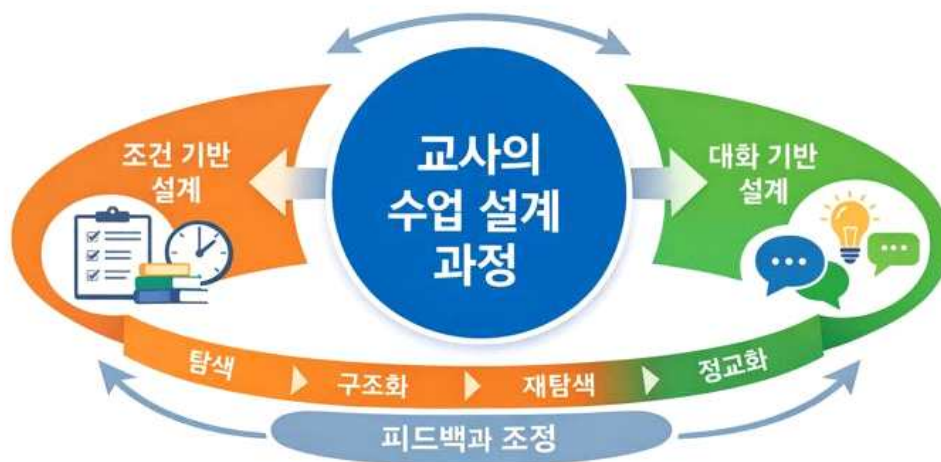 교사의
수업 설계
과정
조건 기반
설계
대화 기반
설계
탐색
구조화
재탐색
정교화
피드백과 조정